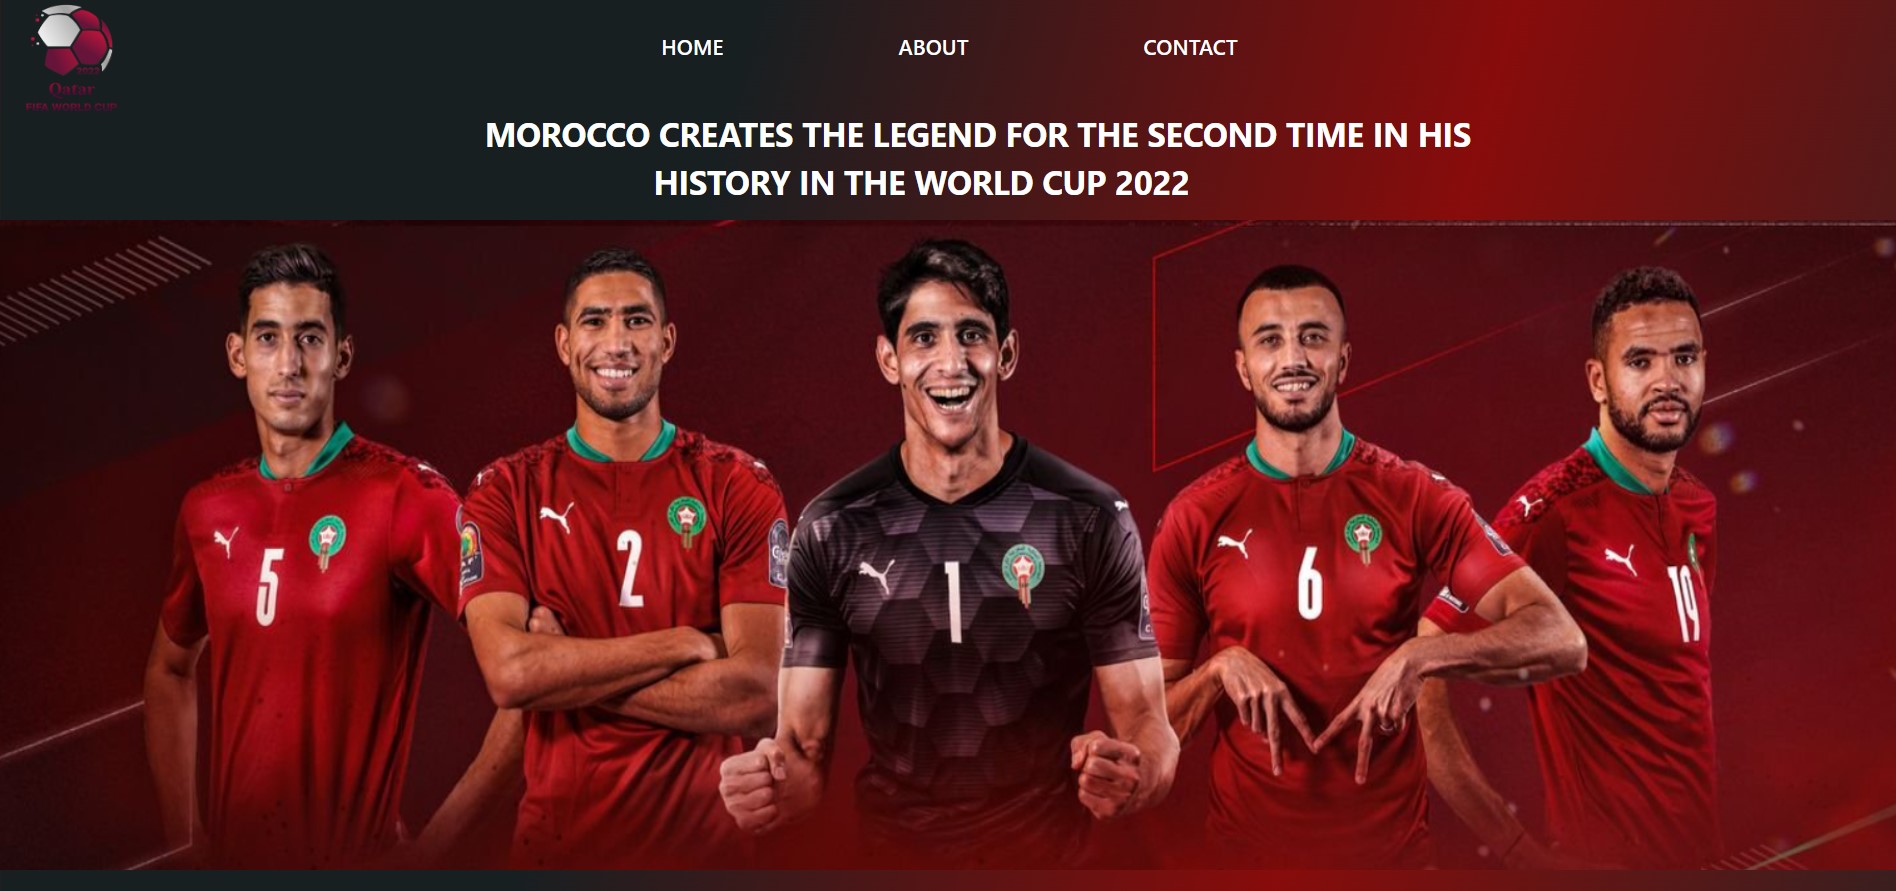 2022
Qatar
FIFA WORLD CUP
HOME
ABOUT
CONTACT
MOROCCO CREATES THE LEGEND FOR THE SECOND TIME IN HIS
HISTORY IN THE WORLD CUP 2022
5
2
1
6
19